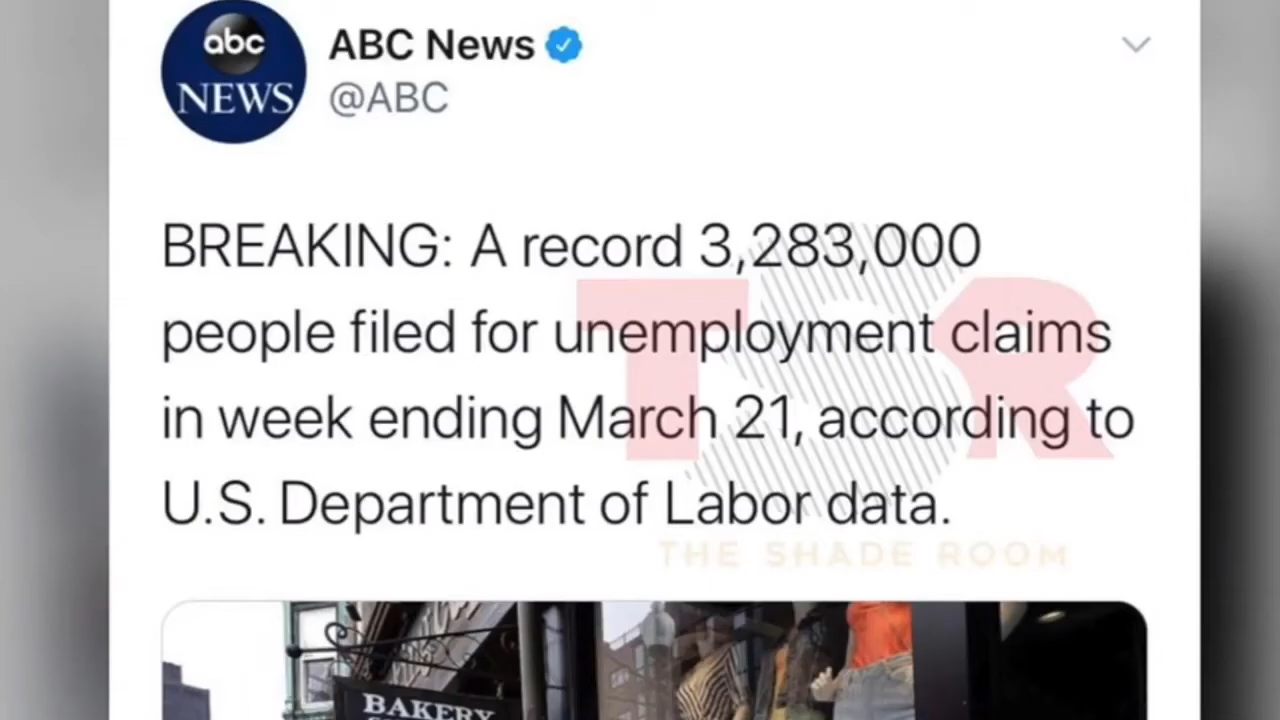 abc
NEWS
ABC News
@ABC
BREAKING: A record 3,283,000
people filed for unemployment claims
in week ending March 21, according to
U.S. Department of Labor data.
TSR
THE SHADE ROOM
BAKERY